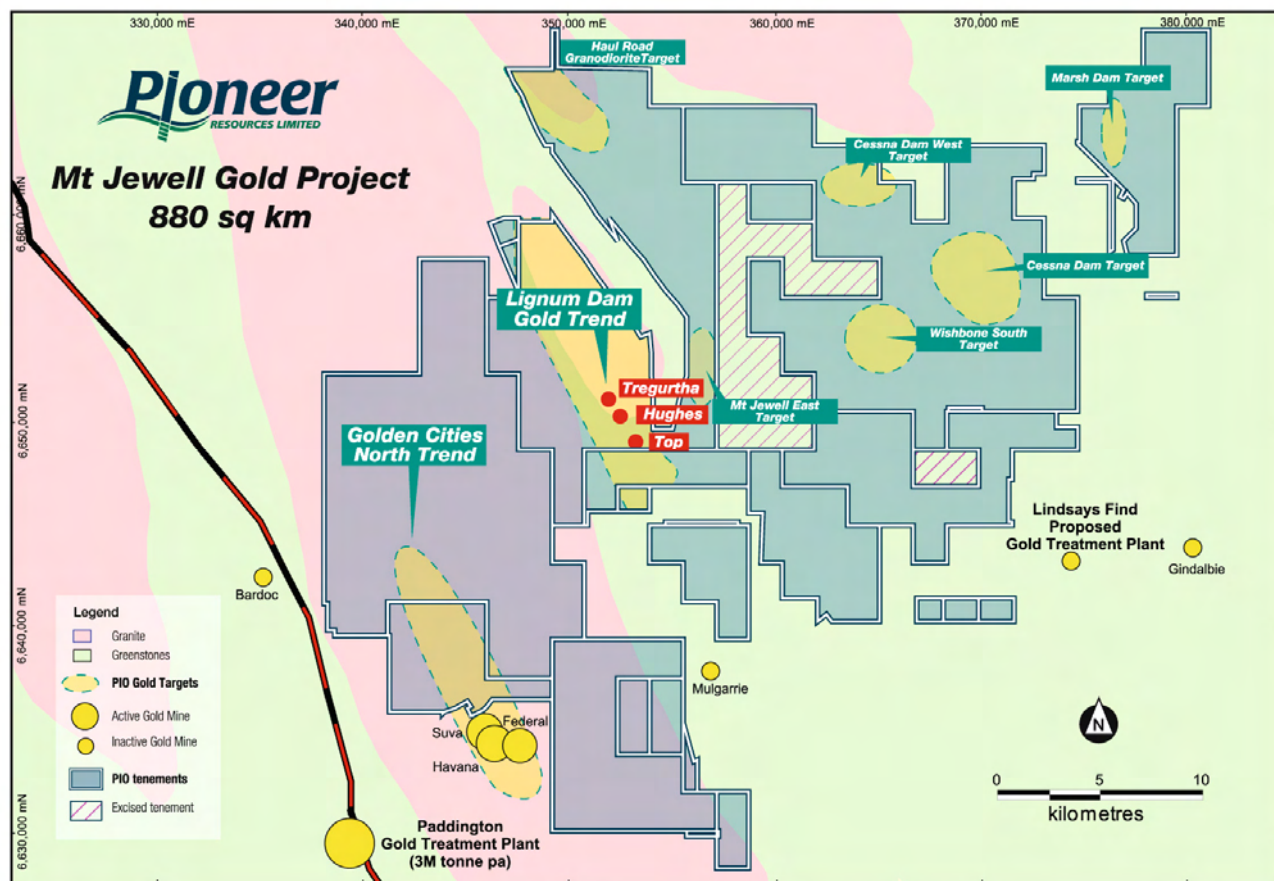 330,000 mE
340,000 mE
350,000 mE
360,000 mE
370,000 mE
380,000 mE
Pioneer
RESOURCES LIMITED
Mt Jewell Gold Project
880 sq km
Haul Road
GranodioriteTarget
Marsh Dam Target
Cessna Dam West
Target
6,660,000 mN
Cessna Dam Target
Lignum Dam
Gold Trend
Wishbone South
Target
Tregurtha
Hughes
Top
Mt Jewell East
Target
6,650,000 mN
Golden Cities
North Trend
Lindsays Find
Proposed
Gold Treatment Plant
Gindalbie
Bardoc
6,640,000 mN
Legend
Granite
Greenstones
PIO Gold Targets
Active Gold Mine
Inactive Gold Mine
PIO tenements
Excised tenement
Mulgarrie
Suva
Federal
Havana
N
0
5
10
kilometres
Paddington
Gold Treatment Plant
(3M tonne pa)
6,630,000 mN